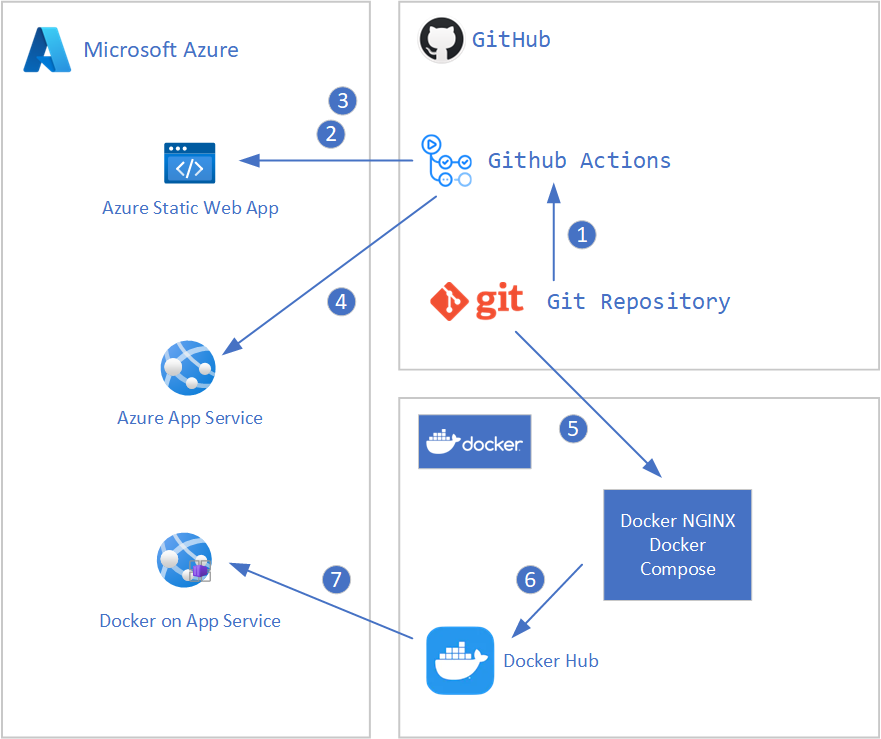 Microsoft Azure
GitHub
3
2
Github Actions
Azure Static Web App
1
4
git
Git Repository
Azure App Service
5
docker
Docker NGINX
Docker
Compose
7
6
Docker on App Service
Docker Hub